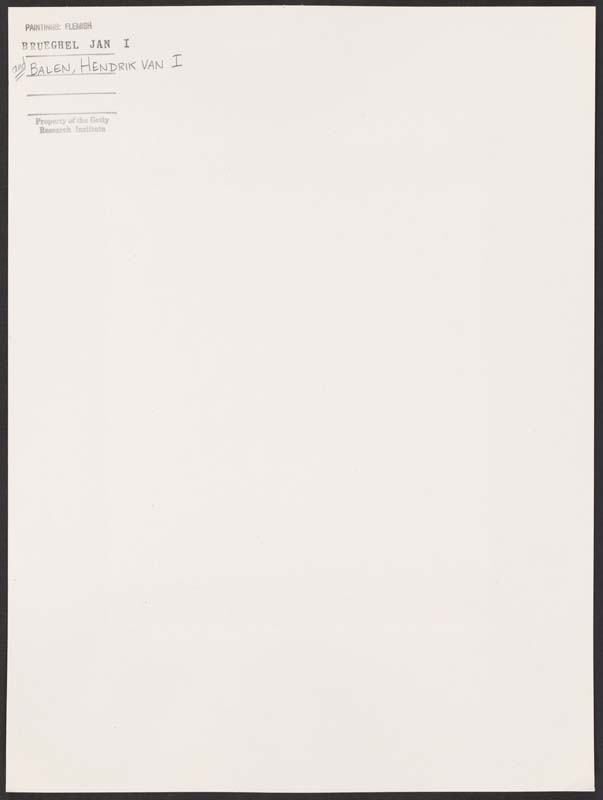 PAINTINGS: FLEMISH
BRUEGHEL JAN I
and BALEN, HENDRIK VAN I
Property of the Getty
Research Institute